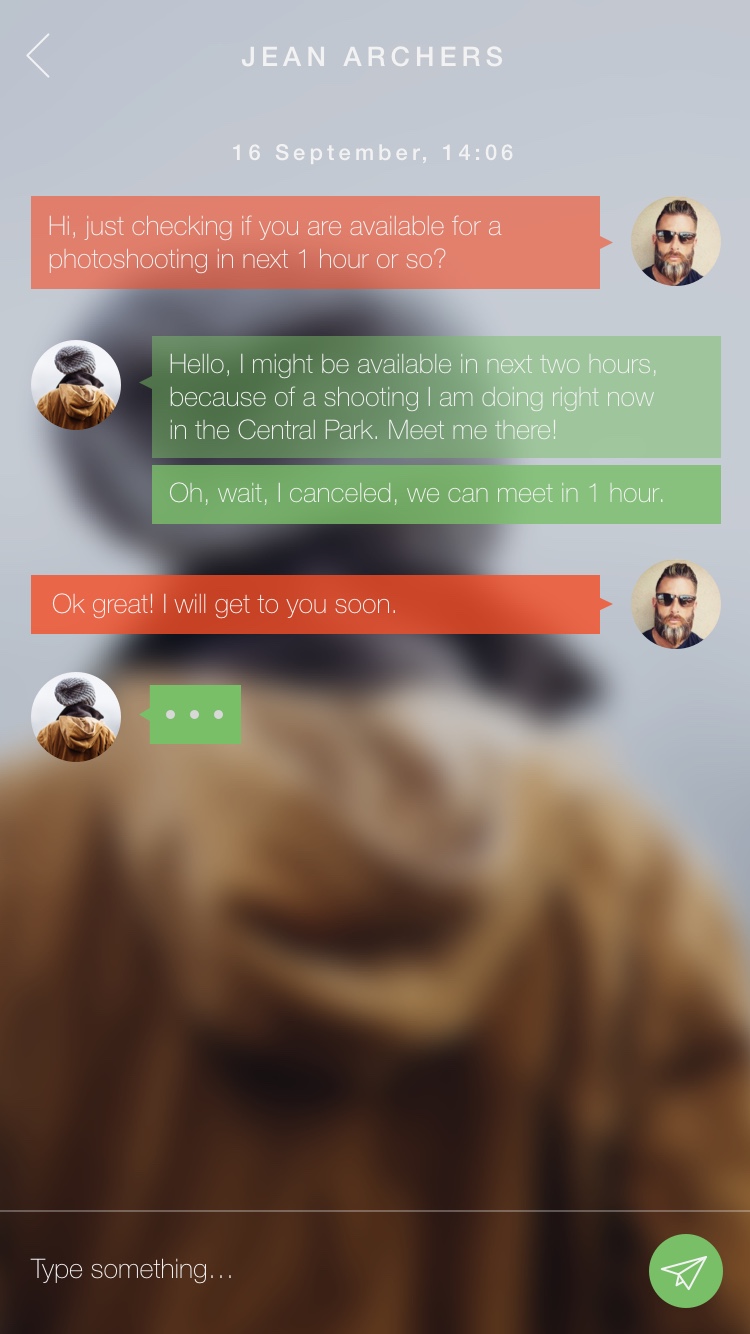 JEAN ARCHERS
16 September, 14:06
Hi, just checking if you are available for a
photoshooting in next 1 hour or so?
Hello, I might be available in next two hours,
because of a shooting I am doing right now
in the Central Park. Meet me there!
Oh, wait, I canceled, we can meet in 1 hour.
Ok great! I will get to you soon.
Type something...